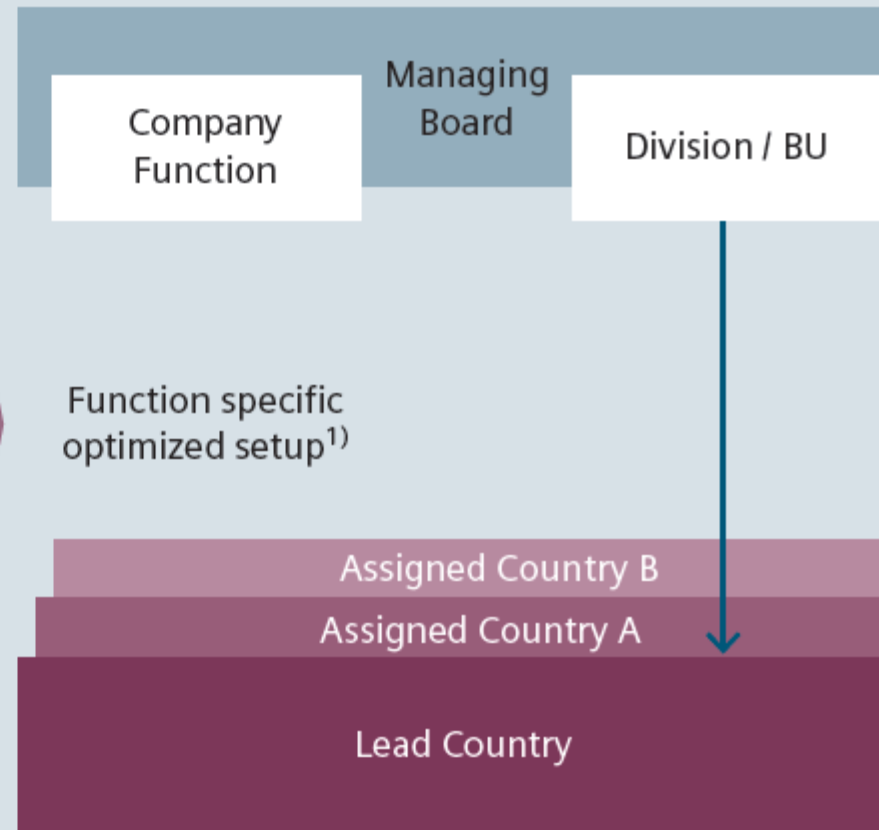 Managing
Board
Company
Function
Division / BU
Function specific
optimized setup¹⁾
Assigned Country B
Assigned Country A
Lead Country